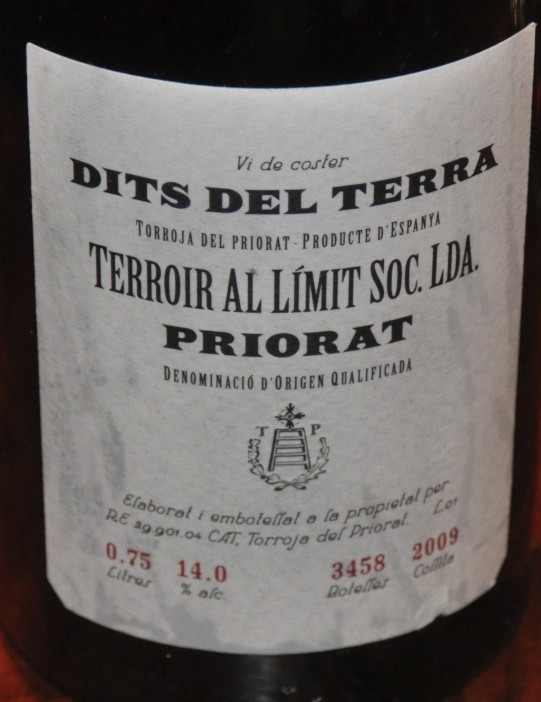 Vi de coster
DITS DEL TERRA
TORROJA DEL PRIORAT - PRODUCTE D'ESPANYA
TERROIR AL LÍMIT SOC. LDA.
PRIORAT
DENOMINACIÓ D'ORIGEN QUALIFICADA
T P
Elaborat i embotellat a la propietat per
RE 29.901.04 CAT, Torroja del Priorat. Lot
0.75 14.0 3458 2009
Litres % alc. Botelles Collita